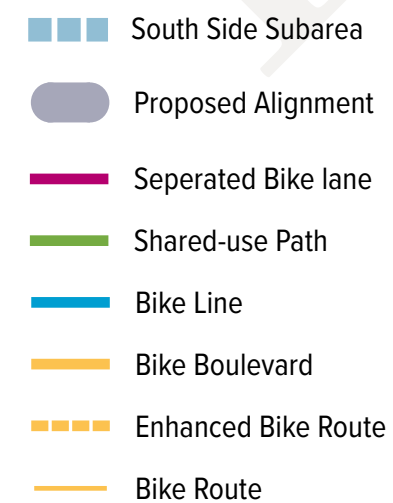 South Side Subarea
Proposed Alignment
Seperated Bike lane
Shared-use Path
Bike Line
Bike Boulevard
Enhanced Bike Route
Bike Route